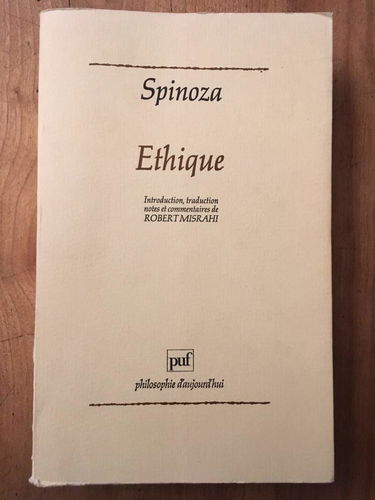 Spinoza
Ethique
Introduction, traduction
notes et commentaires de
ROBERT MISRAHI
puf
philosophie d'aujourd'hui